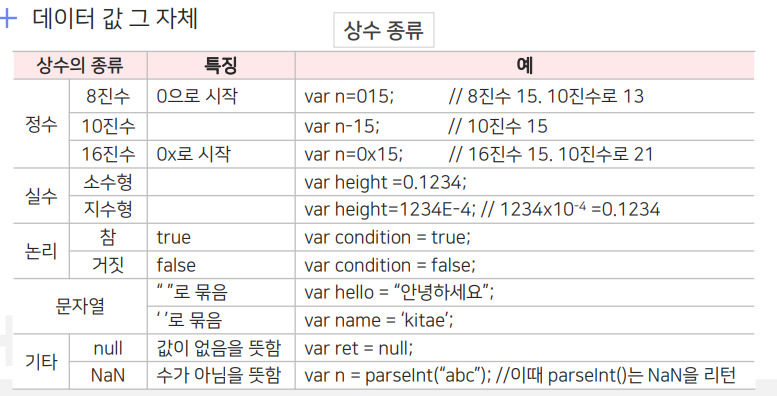 데이터 값 그 자체
상수 종류
상수의 종류 특징 예
정수 8진수 0으로 시작 var n=015; // 8진수 15. 10진수로 13
10진수 var n-15; // 10진수 15
16진수 0x로 시작 var n=0x15; // 16진수 15. 10진수로 21
실수 소수형 var height =0.1234;
지수형 var height=1234E-4; // 1234x10-4 =0.1234
논리 참 true var condition = true;
거짓 false var condition = false;
문자열 “ ”로 묶음 var hello = “안녕하세요”;
‘ ’로 묶음 var name = ‘kitae’;
기타 null 값이 없음을 뜻함 var ret = null;
NaN 수가 아님을 뜻함 var n = parseInt(“abc”); //이때 parseInt()는 NaN을 리턴